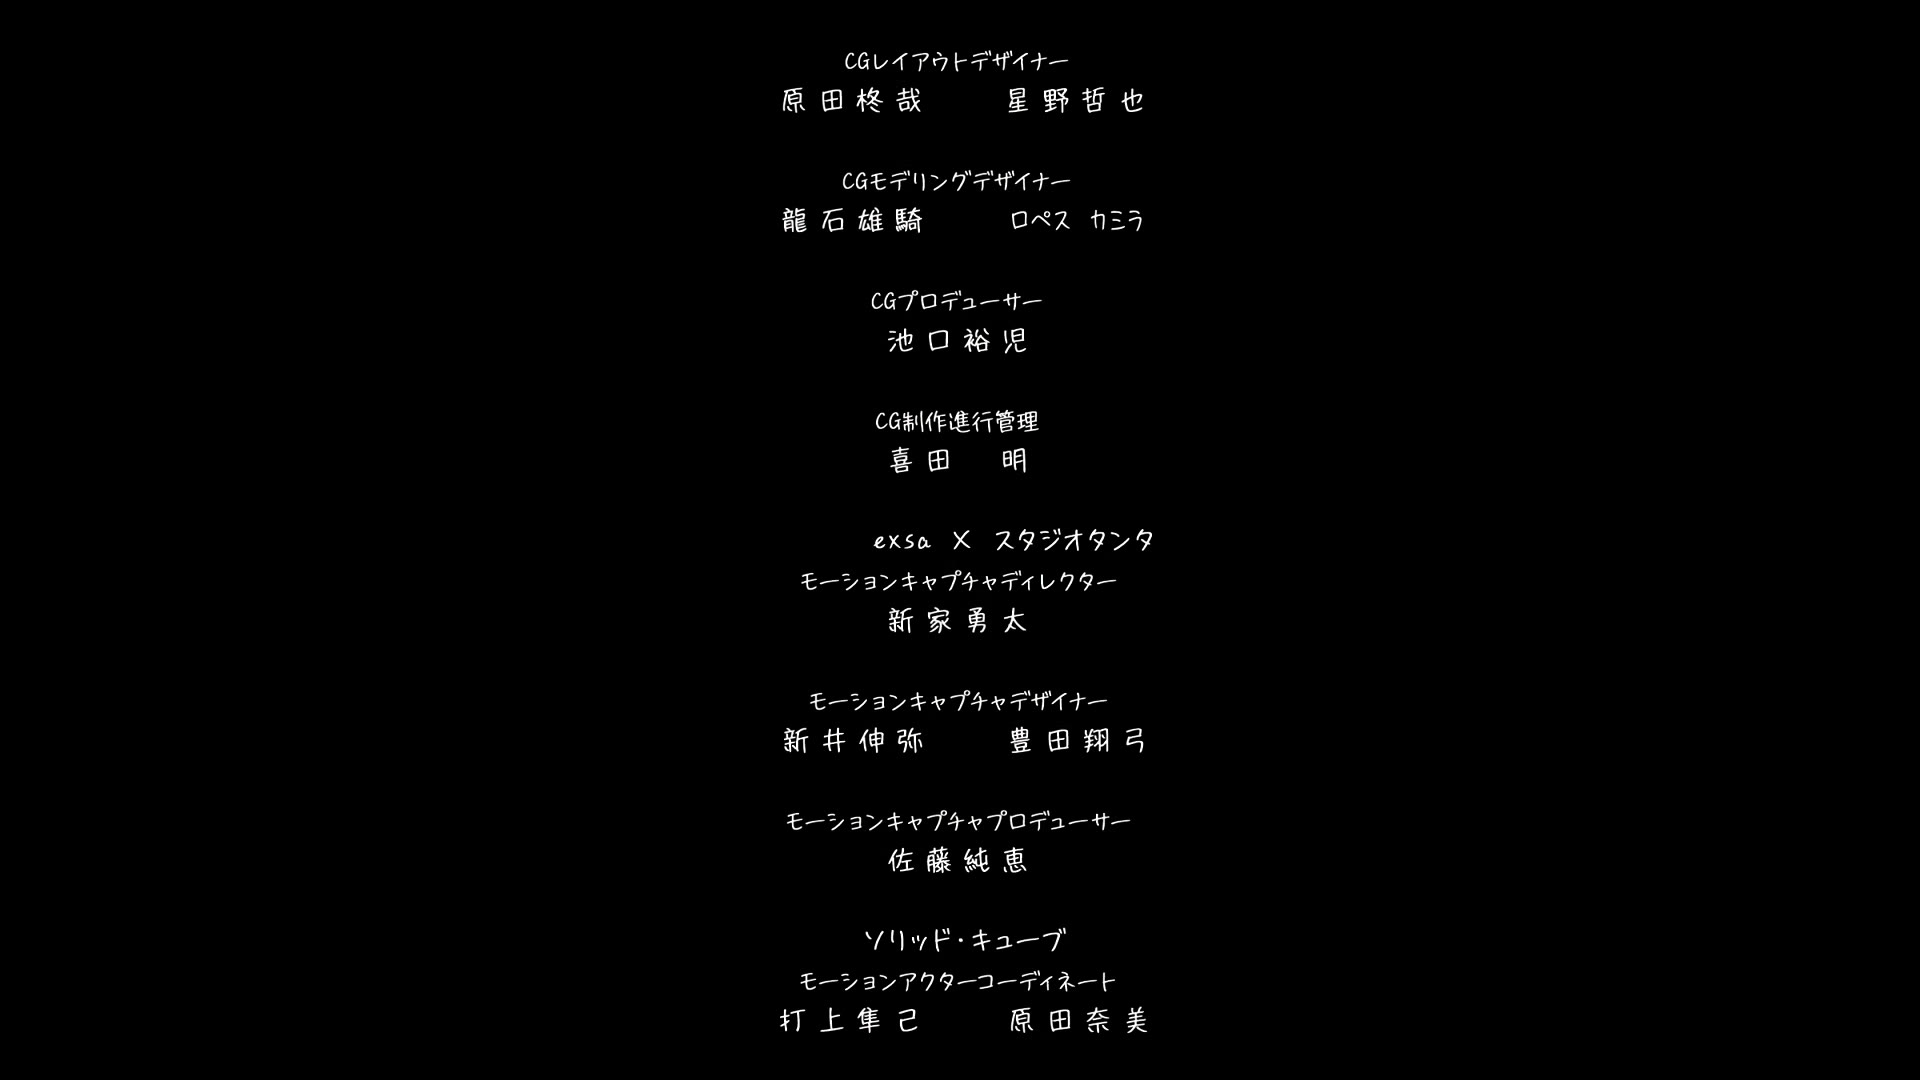 CGレイアウトデザイナー
原田柊哉　星野哲也
CGモデリングデザイナー
龍石雄騎　ロペス カミラ
CGプロデューサー
池口裕児
CG制作進行管理
喜田　明
exsa X スタジオタンタ
モーションキャプチャディレクター
新家勇太
モーションキャプチャデザイナー
新井伸弥　豊田翔弓
モーションキャプチャプロデューサー
佐藤純恵
ソリッド・キューブ
モーションアクターコーディネート
打上隼己　原田奈美